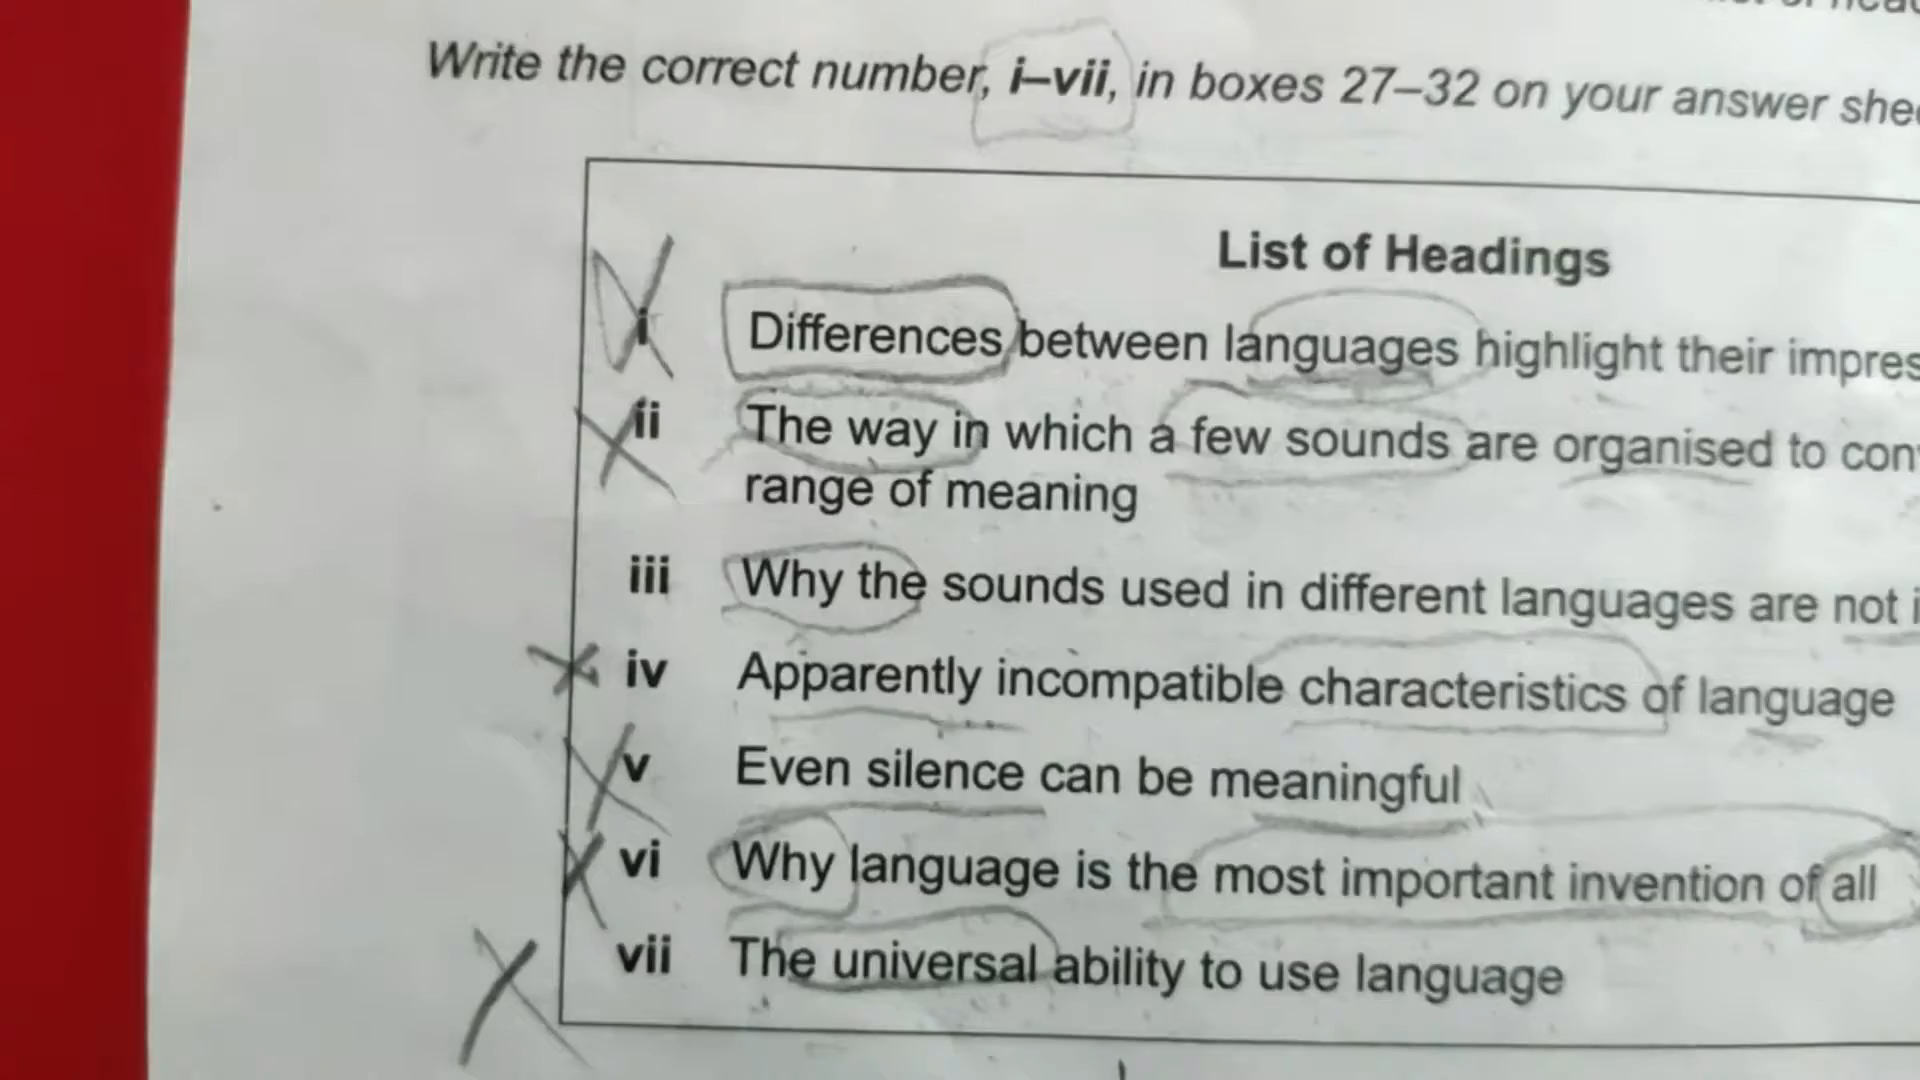 Write the correct number, i–vii, in boxes 27–32 on your answer
List of Headings
i Differences between languages highlight their
ii The way in which a few sounds are organised to
range of meaning
iii Why the sounds used in different languages are not
iv Apparently incompatible characteristics of language
v Even silence can be meaningful
vi Why language is the most important invention of all
vii The universal ability to use language